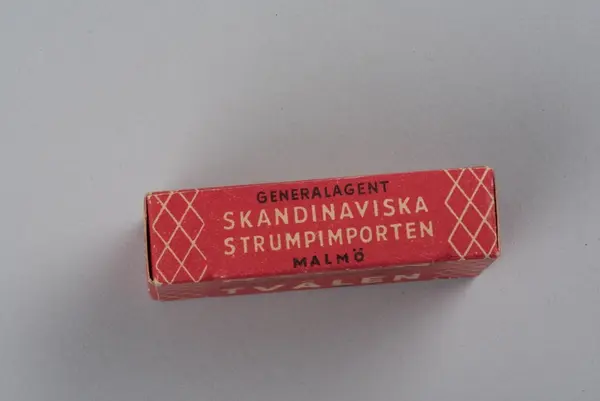 GENERALAGENT
SKANDINAVISKA
STRUMPIMPORTEN
MALMÖ
TVÅLEN